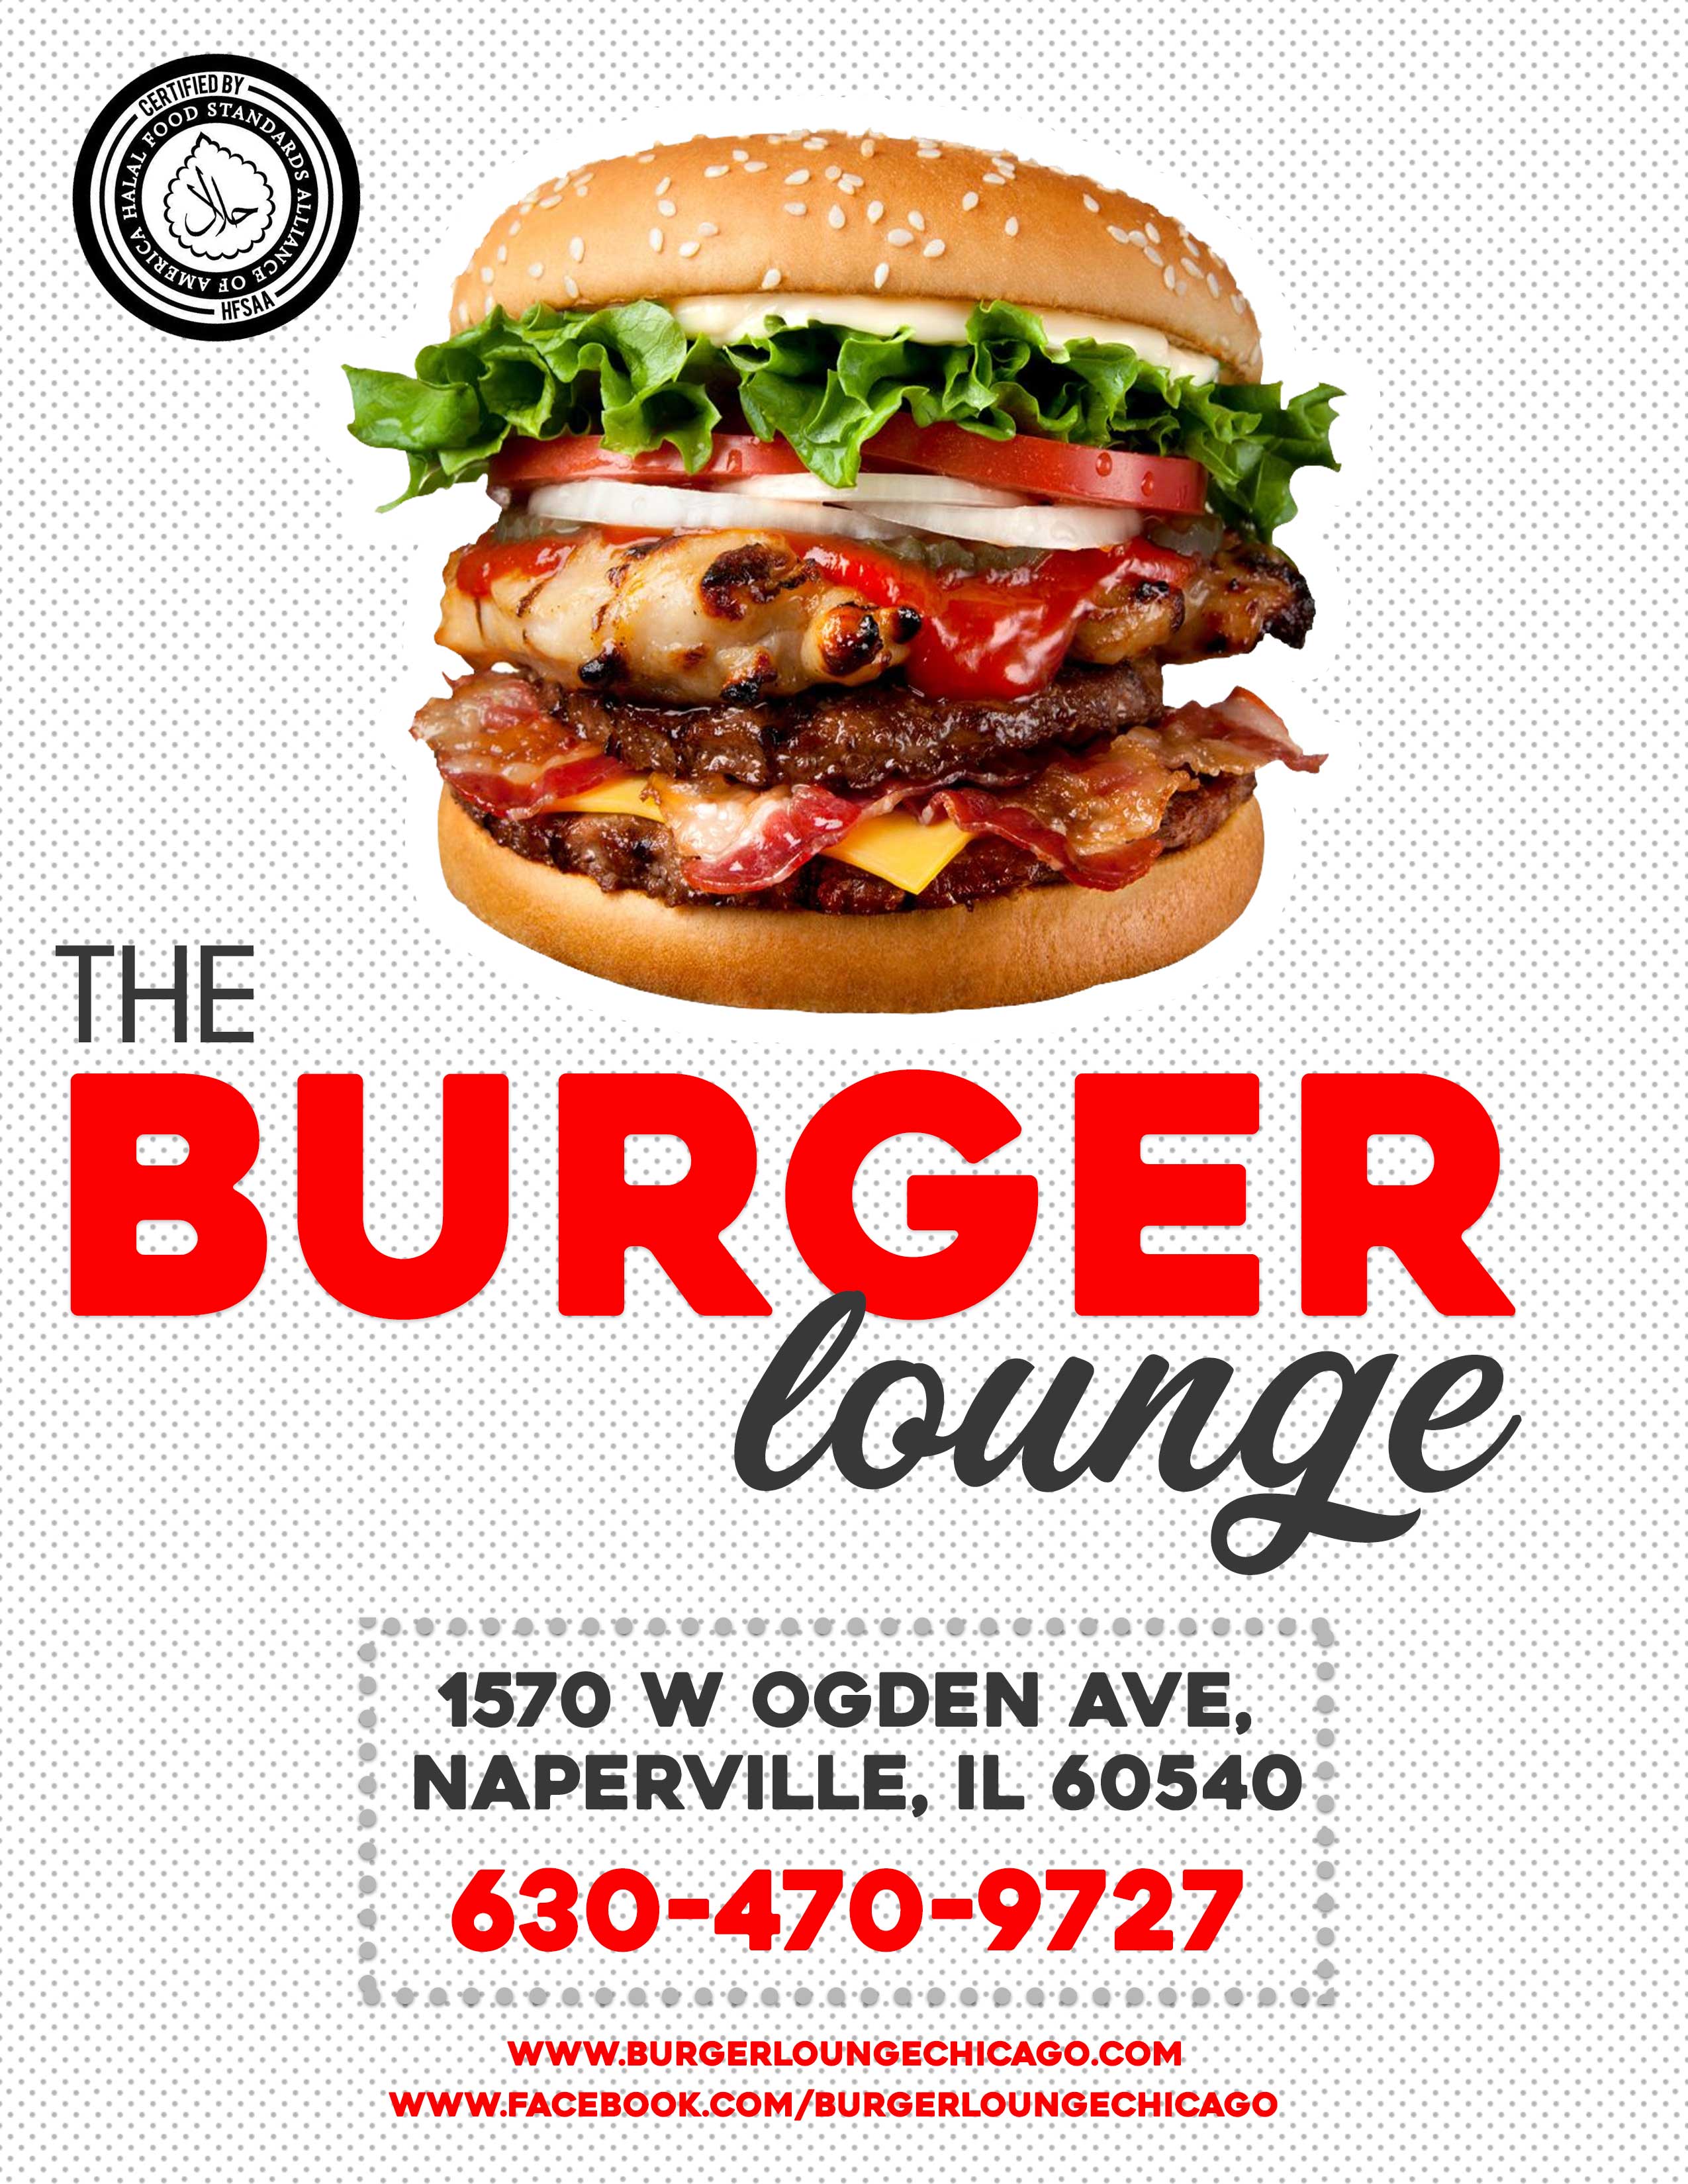 CERTIFIED BY
HALAL FOOD STANDARDS ALLIANCE OF AMERICA
حلال
HFSAA
THE
BURGER
lounge
1570 W OGDEN AVE,
NAPERVILLE, IL 60540
630-470-9727
WWW.BURGERLOUNGECHICAGO.COM
WWW.FACEBOOK.COM/BURGERLOUNGECHICAGO